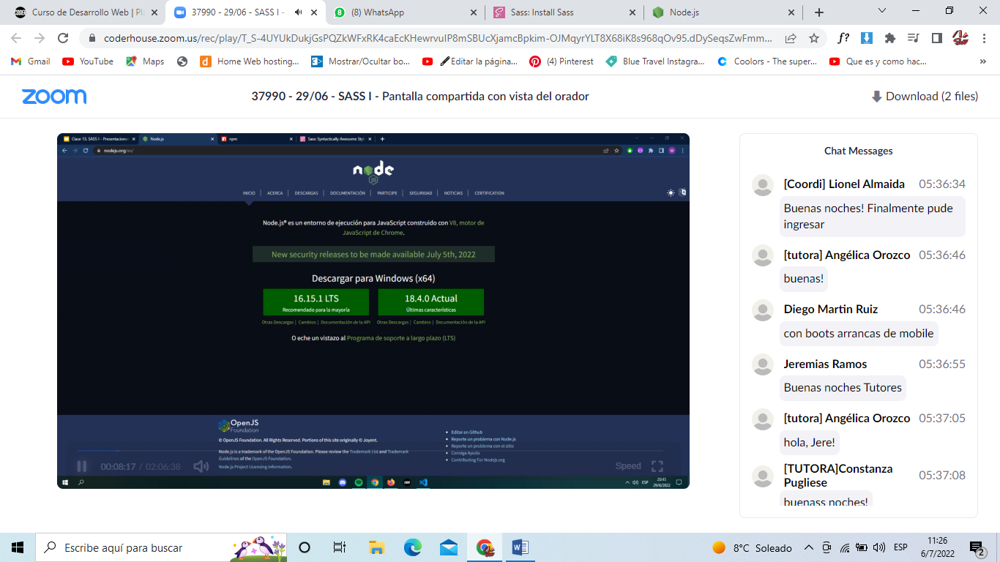 Curso de Desarrollo Web | Pla
37990 - 29/06 - SASS I -
(8) WhatsApp
Sass: Install Sass
Node.js
coderhouse.zoom.us/rec/play/T_S-4UYUkDukjGsPQZkWFxRK4caEcKHewrvuIP8mSBUcXjamcBpkim-OJMqyrYLT8X68iK8s968qOv95.dDySeqsZwFmm...
f?
Gmail
YouTube
Maps
Home Web hosting...
Mostrar/Ocultar bo...
Editar la página...
(4) Pinterest
Blue Travel Instagra...
Coolors - The super...
Que es y como hac...
»
zoom
37990 - 29/06 - SASS I - Pantalla compartida con vista del orador
Download (2 files)
Clase 13. SASS I - Presentaciones
Node.js
npm
Sass: Syntactically Awesome Style
nodejs.org/es/
node
JS
INICIO | ACERCA | DESCARGAS | DOCUMENTACIÓN | PARTICIPE | SEGURIDAD | NOTICIAS | CERTIFICATION
Node.js® es un entorno de ejecución para JavaScript construido con V8, motor de
JavaScript de Chrome.
New security releases to be made available July 5th, 2022
Descargar para Windows (x64)
16.15.1 LTS
Recomendado para la mayoría
18.4.0 Actual
Últimas características
Otras Descargas | Cambios | Documentación de la API
Otras Descargas | Cambios | Documentación de la API
O eche un vistazo al Programa de soporte a largo plazo (LTS)
OpenJS
Foundation
© OpenJS Foundation. All Rights Reserved. Portions of this site originally © Joyent.
Node.js is a trademark of the OpenJS Foundation. Please review the Trademark List and Trademark
Guidelines of the OpenJS Foundation.
Node.js Project Licensing Information.
Editar en Github
Reporte un problema con Node.js
Reporte un problema con el sitio
Consiga Ayuda
Contributing For Nodejs.org
00:08:17 / 02:06:38
Speed
ESP
20:45
29/6/2022
Chat Messages
[Coordi] Lionel Almaida 05:36:34
Buenas noches! Finalmente pude
ingresar
[tutora] Angélica Orozco 05:36:46
buenas!
Diego Martin Ruiz 05:36:46
con boots arrancas de mobile
Jeremias Ramos 05:36:55
Buenas noches Tutores
[tutora] Angélica Orozco 05:37:05
hola, Jere!
[TUTORA]Constanza
Pugliese 05:37:08
buenass noches!
Escribe aquí para buscar
8°C Soleado
ESP
11:26
6/7/2022
2